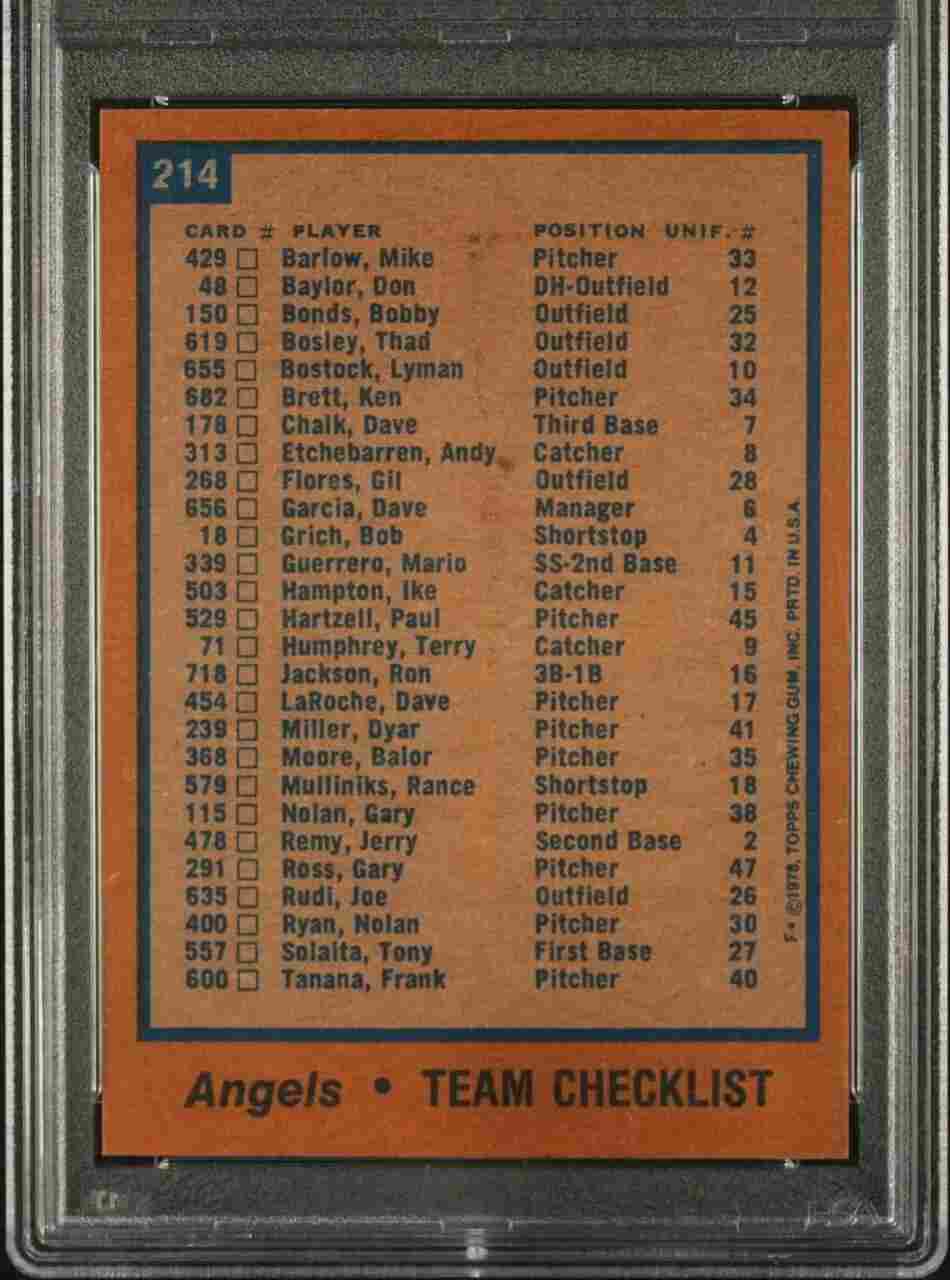 214
CARD # PLAYER POSITION UNIF. #
429 Barlow, Mike Pitcher 33
48 Baylor, Don DH-Outfield 12
150 Bonds, Bobby Outfield 25
619 Bosley, Thad Outfield 32
655 Bostock, Lyman Outfield 10
682 Brett, Ken Pitcher 34
178 Chalk, Dave Third Base 7
313 Etchebarren, Andy Catcher 8
268 Flores, Gil Outfield 28
656 Garcia, Dave Manager 6
18 Grich, Bob Shortstop 4
339 Guerrero, Mario SS-2nd Base 11
503 Hampton, Ike Catcher 15
529 Hartzell, Paul Pitcher 45
71 Humphrey, Terry Catcher 9
718 Jackson, Ron 3B-1B 16
454 LaRoche, Dave Pitcher 17
239 Miller, Dyar Pitcher 41
368 Moore, Balor Pitcher 35
579 Mulliniks, Rance Shortstop 18
115 Nolan, Gary Pitcher 38
478 Remy, Jerry Second Base 2
291 Ross, Gary Pitcher 47
635 Rudi, Joe Outfield 26
400 Ryan, Nolan Pitcher 30
557 Solaita, Tony First Base 27
600 Tanana, Frank Pitcher 40
F* ©1978, TOPPS CHEWING GUM, INC. PRTD. IN U.S.A.
Angels • TEAM CHECKLIST